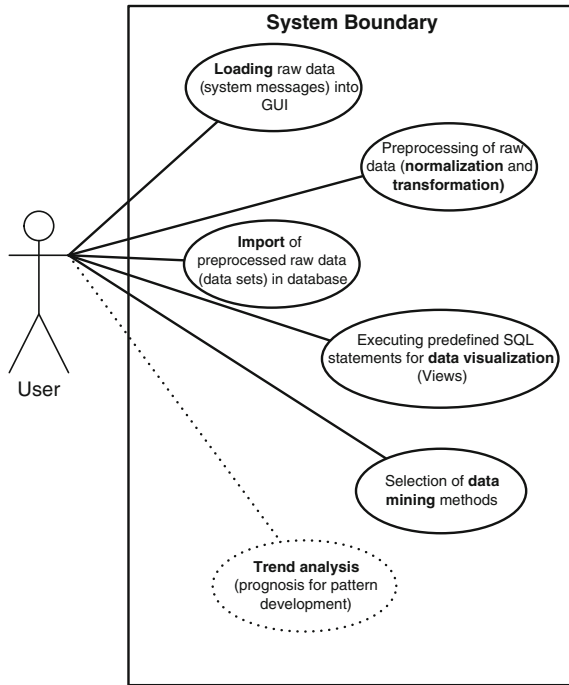 System Boundary
Loading raw data
(system messages) into
GUI
Preprocessing of raw
data (normalization and
transformation)
Import of
preprocessed raw data
(data sets) in database
Executing predefined SQL
statements for data visualization
(Views)
User
Selection of data
mining methods
Trend analysis
(prognosis for pattern
development)